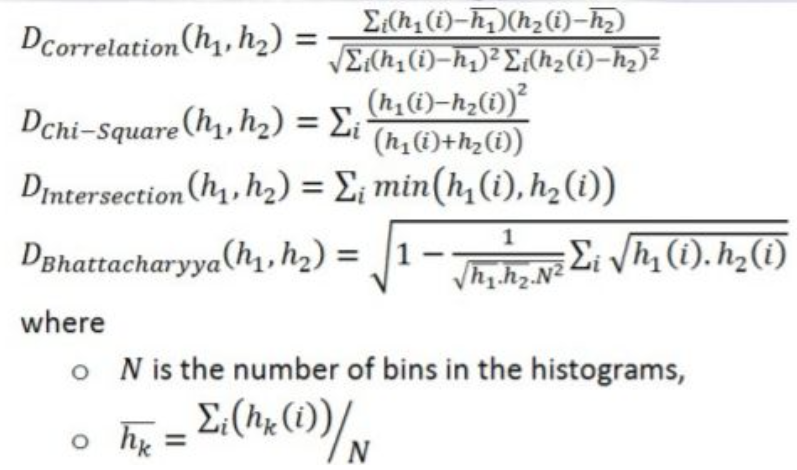 D_{Correlation}(h_1, h_2) = \frac{\sum_i (h_1(i) - \overline{h_1})(h_2(i) - \overline{h_2})}{\sqrt{\sum_i (h_1(i) - \overline{h_1})^2 \sum_i (h_2(i) - \overline{h_2})^2}}
D_{Chi-Square}(h_1, h_2) = \sum_i \frac{(h_1(i) - h_2(i))^2}{(h_1(i) + h_2(i))}
D_{Intersection}(h_1, h_2) = \sum_i min(h_1(i), h_2(i))
D_{Bhattacharyya}(h_1, h_2) = \sqrt{1 - \frac{1}{\sqrt{\overline{h_1}.\overline{h_2}.N^2}} \sum_i \sqrt{h_1(i).h_2(i)}}
where
o N is the number of bins in the histograms,
o \overline{h_k} = \sum_i (h_k(i)) / N